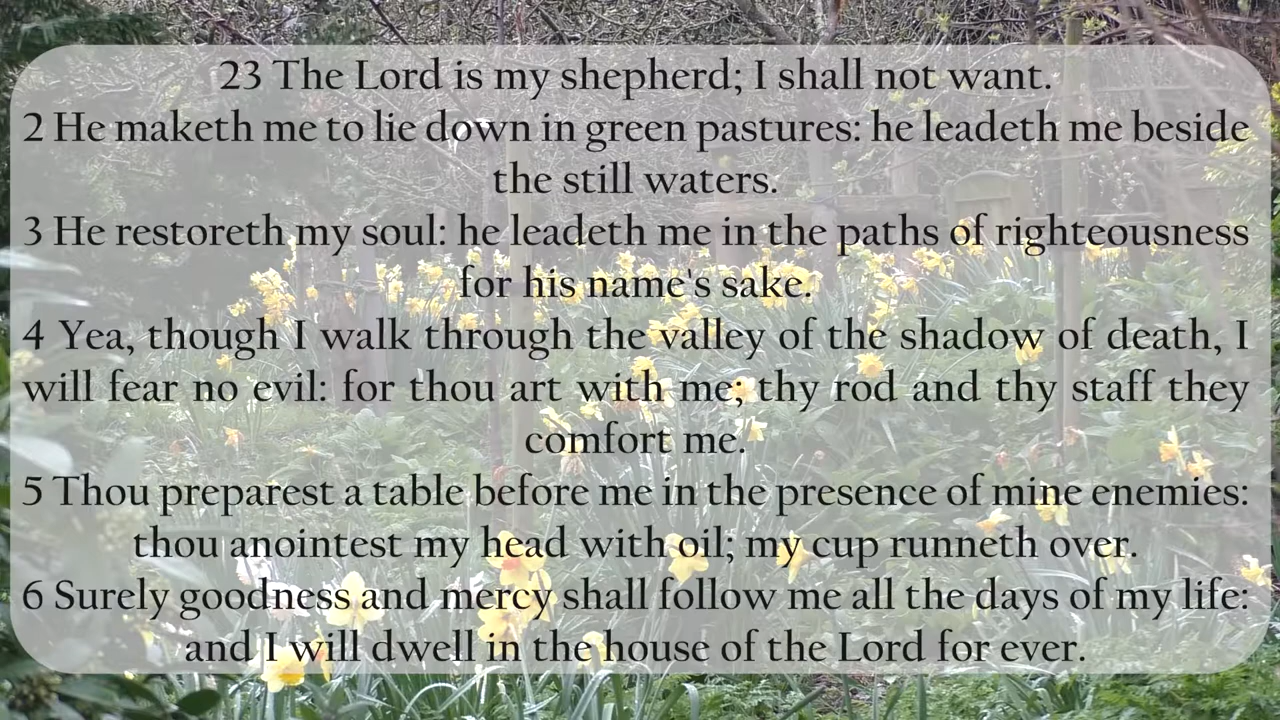 23 The Lord is my shepherd; I shall not want.
2 He maketh me to lie down in green pastures: he leadeth me beside
the still waters.
3 He restoreth my soul: he leadeth me in the paths of righteousness
for his name's sake.
4 Yea, though I walk through the valley of the shadow of death, I
will fear no evil: for thou art with me; thy rod and thy staff they
comfort me.
5 Thou preparest a table before me in the presence of mine enemies:
thou anointest my head with oil; my cup runneth over.
6 Surely goodness and mercy shall follow me all the days of my life:
and I will dwell in the house of the Lord for ever.